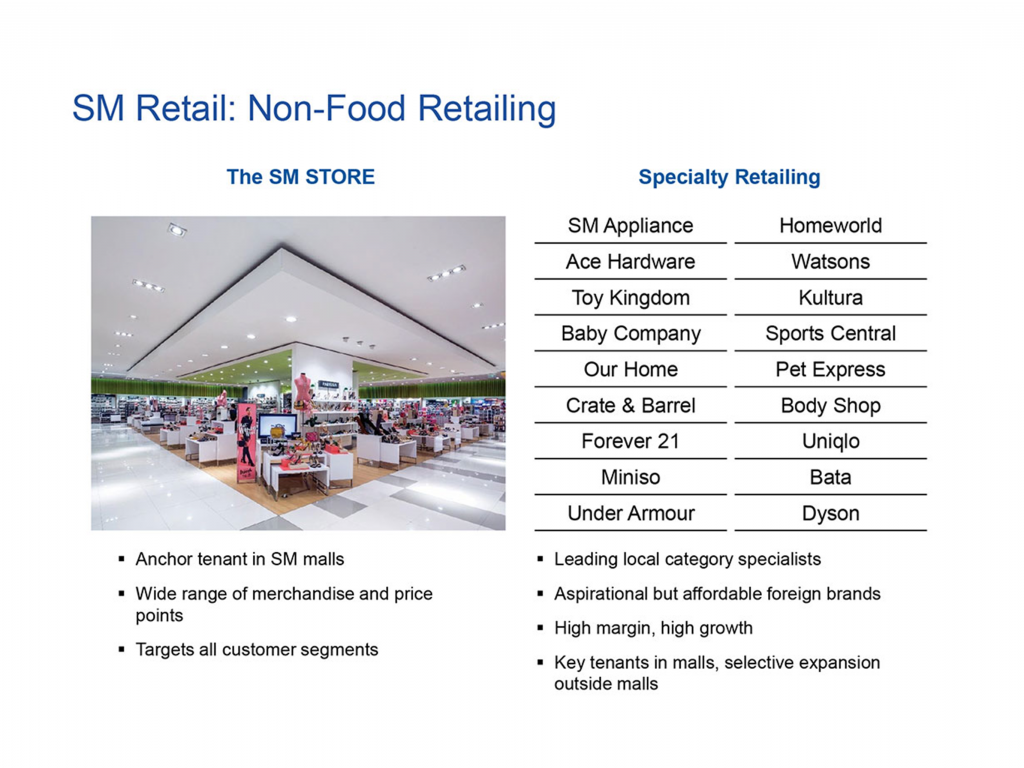 SM Retail: Non-Food Retailing
The SM STORE
Anchor tenant in SM malls
Wide range of merchandise and price
points
Targets all customer segments
Specialty Retailing
SM Appliance Homeworld
Ace Hardware Watsons
Toy Kingdom Kultura
Baby Company Sports Central
Our Home Pet Express
Crate & Barrel Body Shop
Forever 21 Uniqlo
Miniso Bata
Under Armour Dyson
Leading local category specialists
Aspirational but affordable foreign brands
High margin, high growth
Key tenants in malls, selective expansion
outside malls